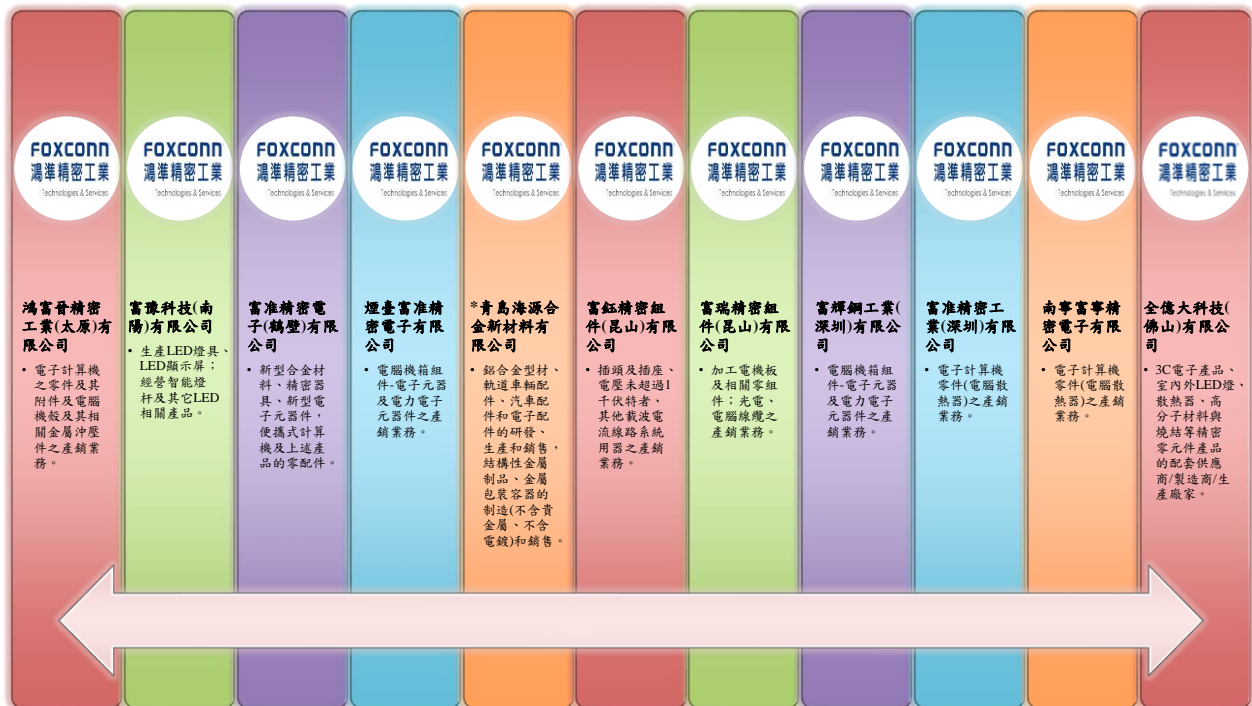 FOXCONN
鴻準精密工業
Technologies & Services
鴻富晉精密
工業(太原)有
限公司
• 電子計算機
之零件及其
附件及電腦
機殼及其相
關金屬沖壓
件之產銷業
務。
FOXCONN
鴻準精密工業
Technologies & Services
富豫科技(南
陽)有限公司
• 生產LED燈具、
LED顯示屏；
經營智能燈
杆及其它LED
相關產品。
FOXCONN
鴻準精密工業
Technologies & Services
富准精密電
子(鶴壁)有限
公司
• 新型合金材
料、精密器
具、新型電
子元器件，
便攜式計算
機及上述產
品的零配件。
FOXCONN
鴻準精密工業
Technologies & Services
煙臺富准精
密電子有限
公司
• 電腦機箱組
件-電子元器
及電力電子
元器件之產
銷業務。
FOXCONN
鴻準精密工業
Technologies & Services
*青島海源合
金新材料有
限公司
• 鋁合金型材、
軌道車輛配
件、汽車配
件和電子配
件的研發、
生產和銷售，
結構性金屬
制品、金屬
包裝容器的
制造(不含貴
金屬、不含
電鍍)和銷售。
FOXCONN
鴻準精密工業
Technologies & Services
富鈺精密組
件(昆山)有限
公司
• 插頭及插座、
電壓未超過1
千伏特者、
其他載波電
流線路系統
用器之產銷
業務。
FOXCONN
鴻準精密工業
Technologies & Services
富瑞精密組
件(昆山)有限
公司
• 加工電機板
及相關零組
件；光電、
電腦線纜之
產銷業務。
FOXCONN
鴻準精密工業
Technologies & Services
富輝鋼工業(
深圳)有限公
司
• 電腦機箱組
件-電子元器
及電力電子
元器件之產
銷業務。
FOXCONN
鴻準精密工業
Technologies & Services
富准精密工
業(深圳)有限
公司
• 電子計算機
零件(電腦散
熱器)之產銷
業務。
FOXCONN
鴻準精密工業
Technologies & Services
南寧富寧精
密電子有限
公司
• 電子計算機
零件(電腦散
熱器)之產銷
業務。
FOXCONN
鴻準精密工業
Technologies & Services
全億大科技(
佛山)有限公
司
• 3C電子產品、
室內外LED燈、
散熱器、高
分子材料與
燒結等精密
零元件產品
的配套供應
商/製造商/生
產廠家。